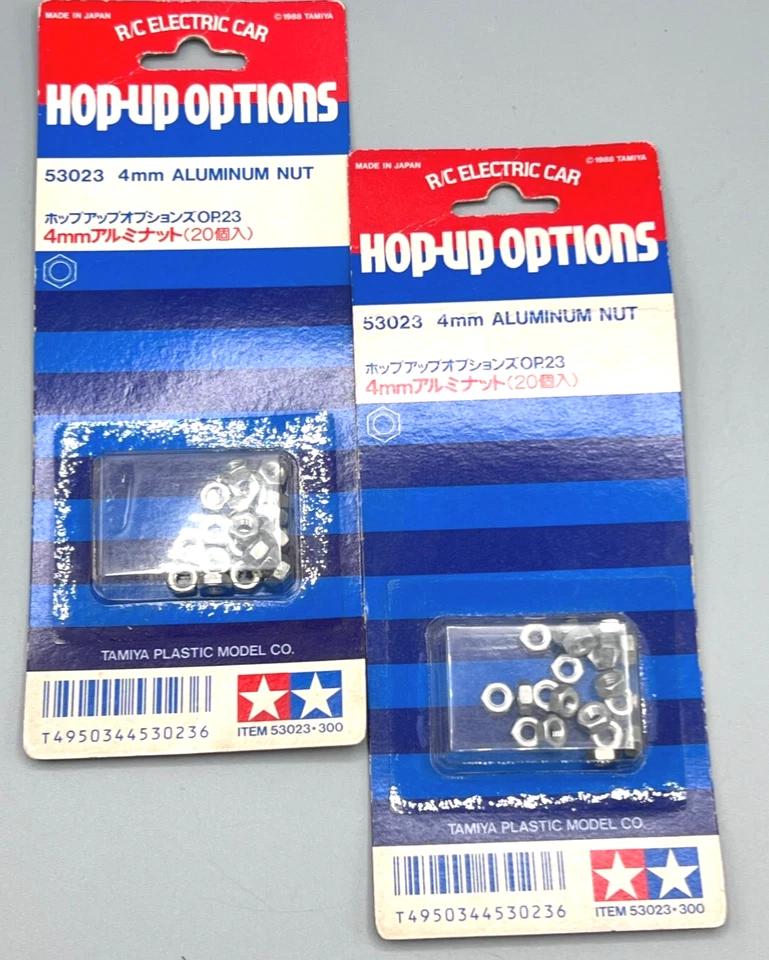 MADE IN JAPAN
©1988 TAMIYA
R/C ELECTRIC CAR
HOP-UP OPTIONS
53023 4mm ALUMINUM NUT
ホップアップオプションズOP.23
4mmアルミナット(20個入)
TAMIYA PLASTIC MODEL CO.
T4950344530236
ITEM 53023•300
MADE IN JAPAN
©1988 TAMIYA
R/C ELECTRIC CAR
HOP-UP OPTIONS
53023 4mm ALUMINUM NUT
ホップアップオプションズOP.23
4mmアルミナット(20個入)
TAMIYA PLASTIC MODEL CO.
T4950344530236
ITEM 53023•300